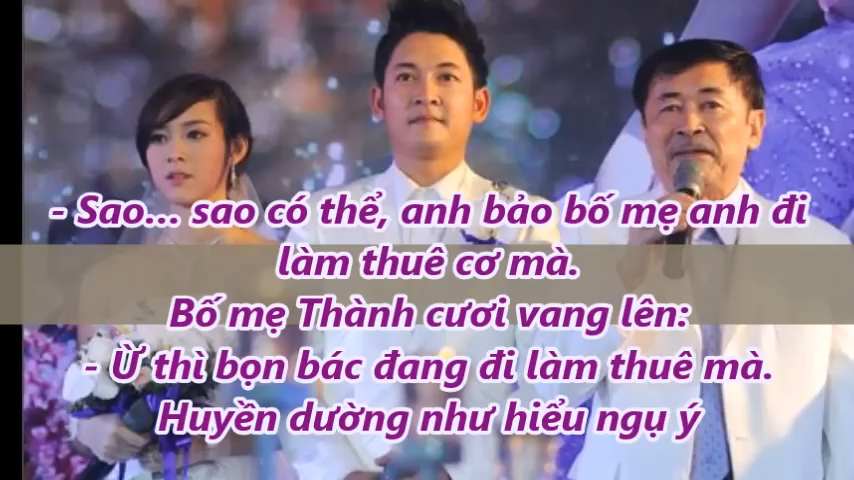 - Sao... sao có thể, anh bảo bố mẹ anh đi
làm thuê cơ mà.
Bố mẹ Thành cươi vang lên:
- Ừ thì bọn bác đang đi làm thuê mà.
Huyền dường như hiểu ngụ ý